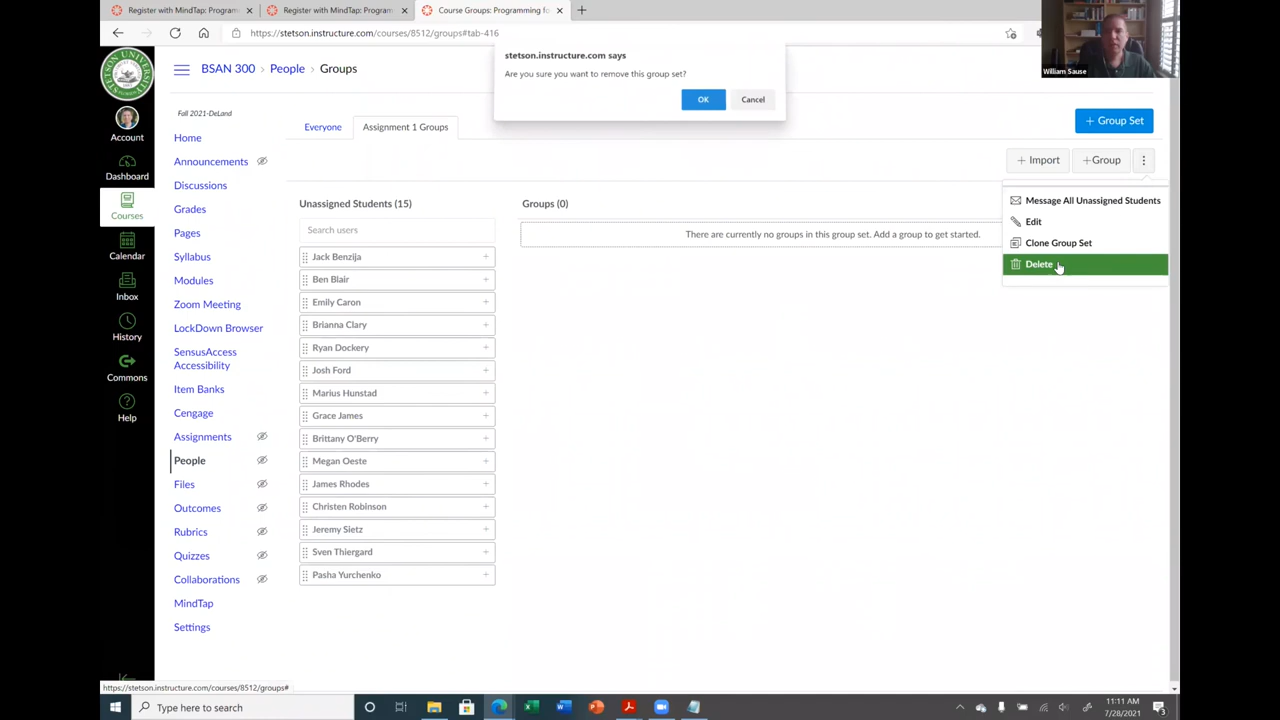 Register with MindTap: Program
Register with MindTap: Program
Course Groups: Programming fo
https://stetson.instructure.com/courses/8512/groups#tab-416
William Sause
stetson.instructure.com says
Are you sure you want to remove this group set?
OK
Cancel
BSAN 300
People
Groups
Account
Dashboard
Courses
Calendar
Inbox
History
Commons
Help
Fall 2021-DeLand
Home
Announcements
Discussions
Grades
Pages
Syllabus
Modules
Zoom Meeting
LockDown Browser
SensusAccess
Accessibility
Item Banks
Cengage
Assignments
People
Files
Outcomes
Rubrics
Quizzes
Collaborations
MindTap
Settings
Everyone
Assignment 1 Groups
+ Group Set
+ Import
+Group
Message All Unassigned Students
Edit
Clone Group Set
Delete
Unassigned Students (15)
Search users
Jack Benzija
Ben Blair
Emily Caron
Brianna Clary
Ryan Dockery
Josh Ford
Marius Hunstad
Grace James
Brittany O'Berry
Megan Oeste
James Rhodes
Christen Robinson
Jeremy Sietz
Sven Thiergard
Pasha Yurchenko
Groups (0)
There are currently no groups in this group set. Add a group to get started.
https://stetson.instructure.com/courses/8512/groups#
Type here to search
11:11 AM
7/28/2021
3